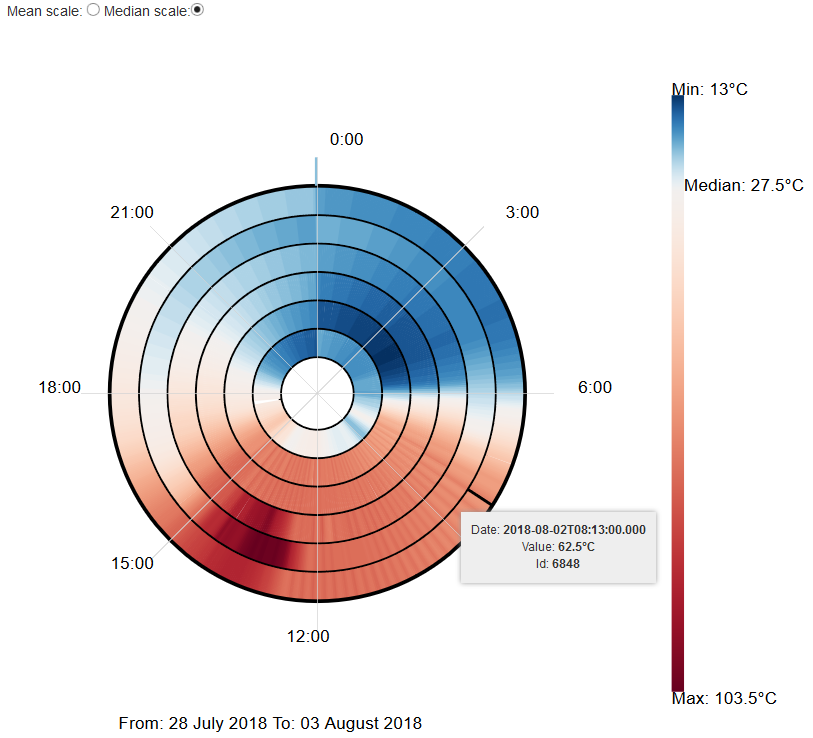 Mean scale: Median scale:
Min: 13°C
0:00
Median: 27.5°C
21:00
3:00
18:00
6:00
Date: 2018-08-02T08:13:00.000
Value: 62.5°C
Id: 6848
15:00
12:00
Max: 103.5°C
From: 28 July 2018 To: 03 August 2018